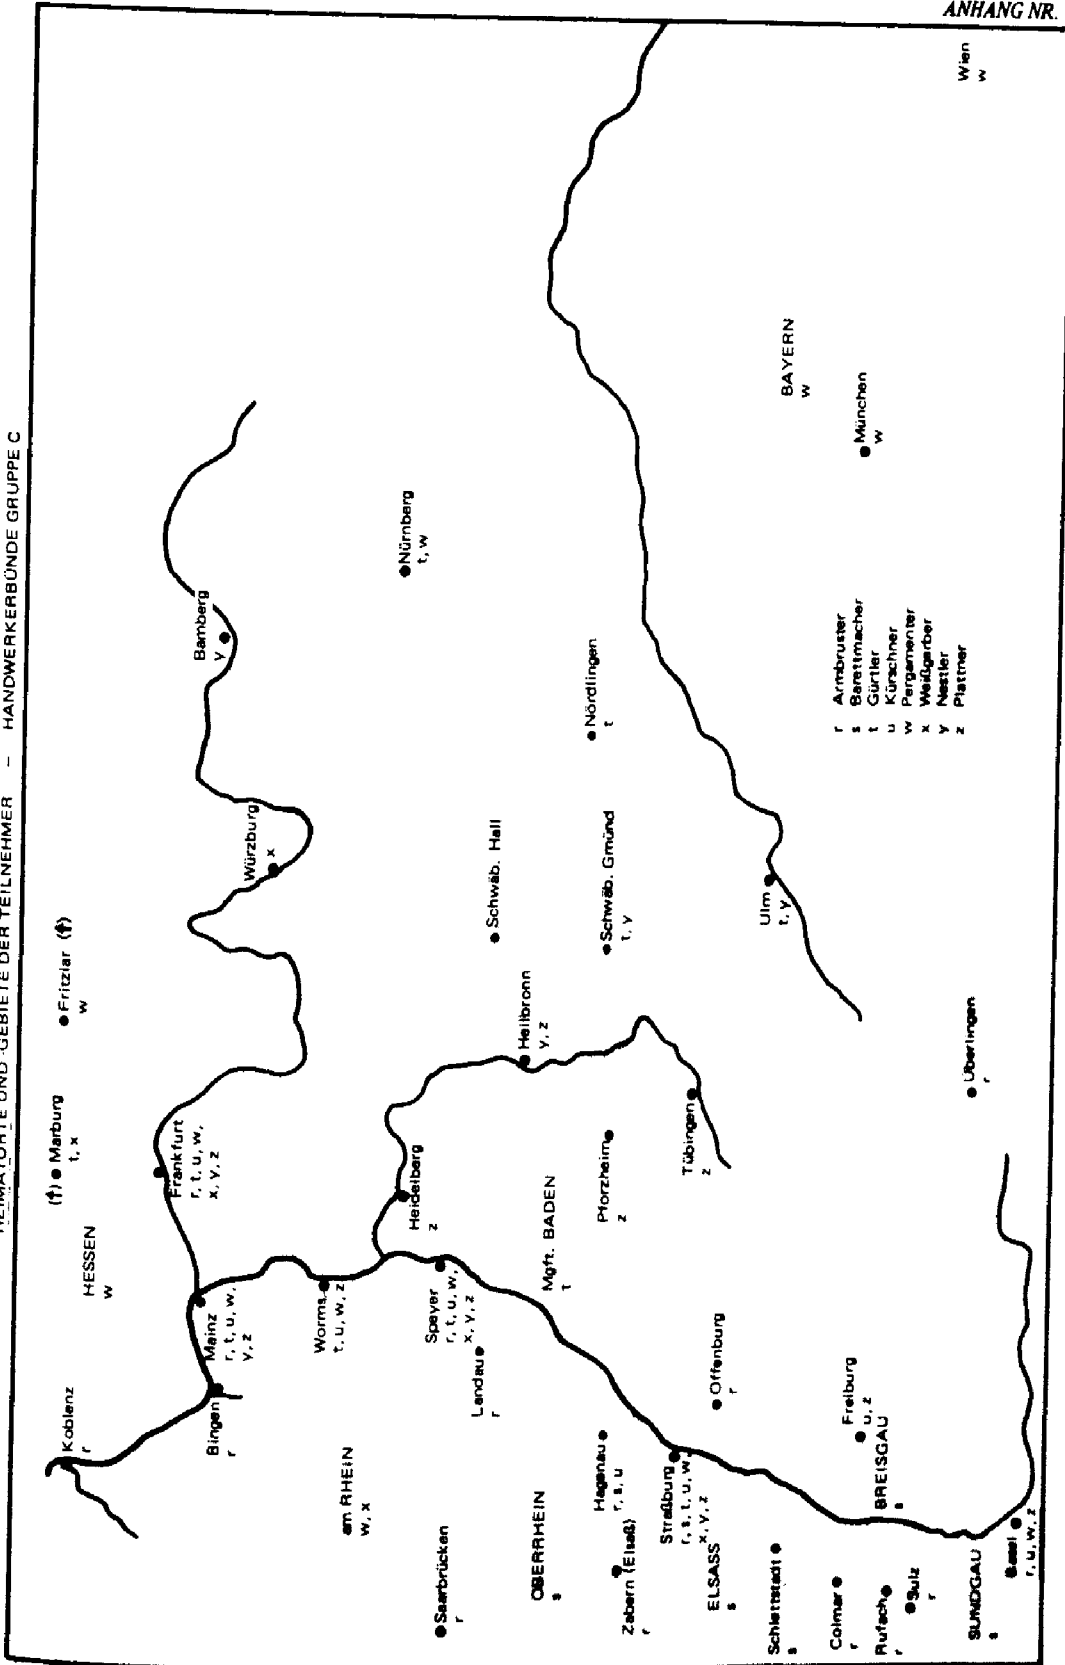 ANHANG NR.
HEIMATORTE UND -GEBIETE DER TEILNEHMER – HANDWERKERBÜNDE GRUPPE C
Koblenz
r
HESSEN
w
(†) Marburg
t, x
Fritzlar (†)
w
Bingen
r
Mainz
r, t, u, w,
y, z
Frankfurt
r, t, u, w,
x, y, z
Würzburg
x
Bamberg
y
am RHEIN
w, x
Worms
t, u, w, z
Saarbrücken
r
Landau
r
Speyer
r, t, u, w,
x, y, z
Heidelberg
z
Nürnberg
t, w
OBERRHEIN
s
Mgft. BADEN
t
Heilbronn
y, z
Schwäb. Hall
Zabern (Elsaß)
r
Hagenau
r, s, u
Pforzheim
z
Schwäb. Gmünd
t, y
Nördlingen
t
ELSASS
s
Straßburg
r, s, t, u, w,
x, y, z
Offenburg
r
Tübingen
z
Ulm
t, y
Schlettstadt
s
Colmar
r
Rufach
r
Sulz
r
BREISGAU
s
Freiburg
u, z
SUNDGAU
s
Basel
r, u, w, z
Überlingen
r
BAYERN
w
München
w
Wien
w
r Armbruster
s Barettmacher
t Gürtler
u Kürschner
w Pergamenter
x Weißgerber
y Nestler
z Plattner